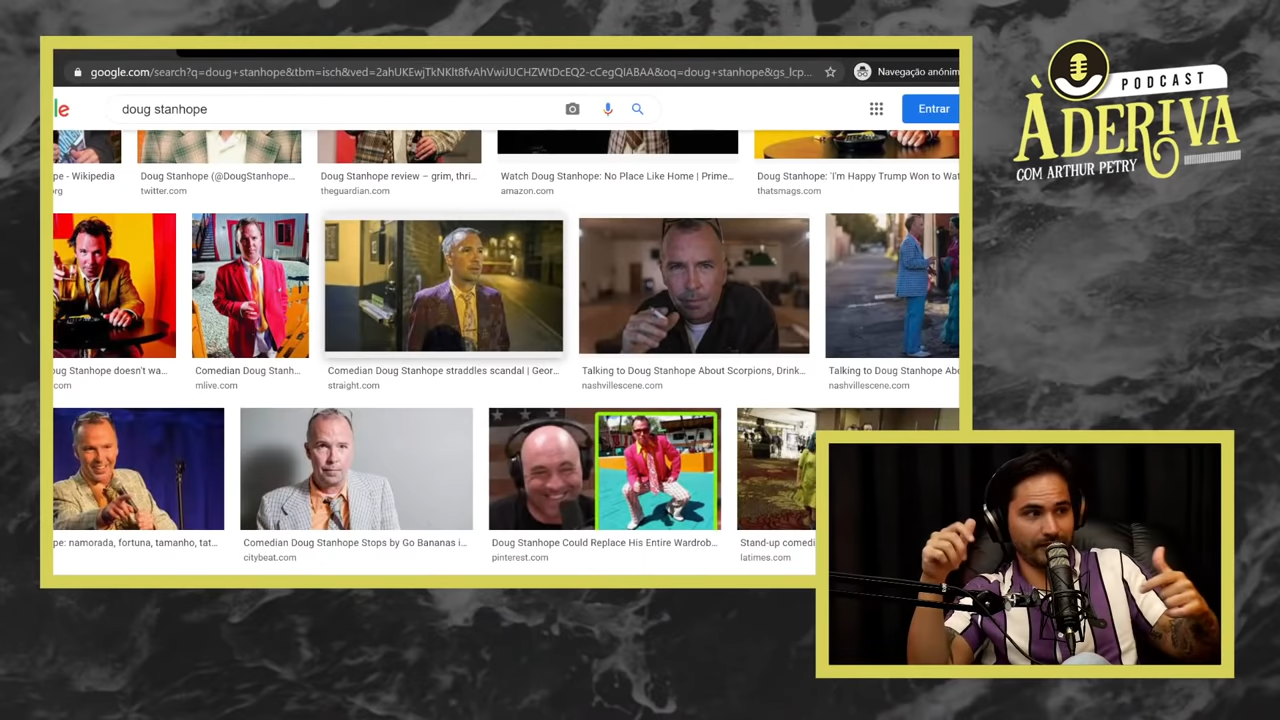 google.com/search?q=doug+stanhope&tbm=isch&ved=2ahUKEwjTkNKlt8fvAhVwiJUCHZWtDcEQ2-cCegQIABAA&oq=doug+stanhope&gs_lcp...
Navegação anónim
PODCAST
À DERIVA
COM ARTHUR PETRY
le
doug stanhope
Entrar
pe - Wikipedia
Doug Stanhope (@DougStanhope...
Doug Stanhope review – grim, thri...
Watch Doug Stanhope: No Place Like Home | Prime...
Doug Stanhope: 'I'm Happy Trump Won to Wat
org
twitter.com
theguardian.com
amazon.com
thatsmags.com
oug Stanhope doesn't wa...
Comedian Doug Stanh...
Comedian Doug Stanhope straddles scandal | Geor...
Talking to Doug Stanhope About Scorpions, Drink...
Talking to Doug Stanhope Abo
com
mlive.com
straight.com
nashvillescene.com
nashvillescene.com
pe: namorada, fortuna, tamanho, tat...
Comedian Doug Stanhope Stops by Go Bananas i...
Doug Stanhope Could Replace His Entire Wardrob...
Stand-up comedi
citybeat.com
pinterest.com
latimes.com